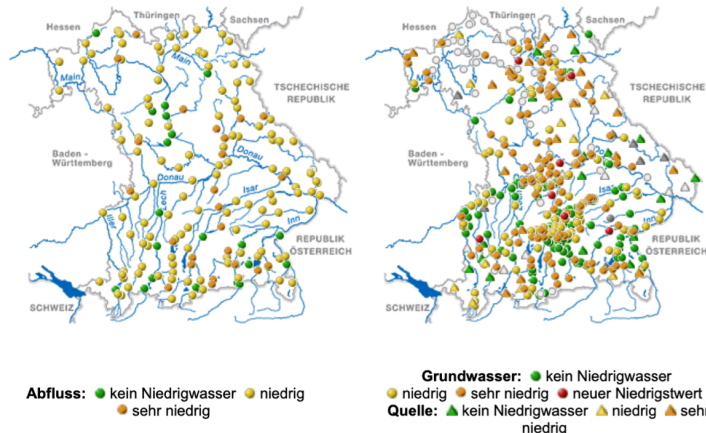 Hessen
Thüringen
Sachsen
Main
Main
TSCHECHISCHE
REPUBLIK
Baden -
Württemberg
Donau
Donau
Isar
Lech
Iller
Inn
REPUBLIK
ÖSTERREICH
SCHWEIZ
Abfluss: kein Niedrigwasser niedrig
sehr niedrig
Hessen
Thüringen
Sachsen
Main
TSCHECHISCHE
REPUBLIK
Baden -
Württemberg
Isar
Inn
REPUBLIK
ÖSTERREICH
SCHWEIZ
Grundwasser: kein Niedrigwasser
niedrig sehr niedrig neuer Niedrigstwert
Quelle: kein Niedrigwasser niedrig sehr
niedrig